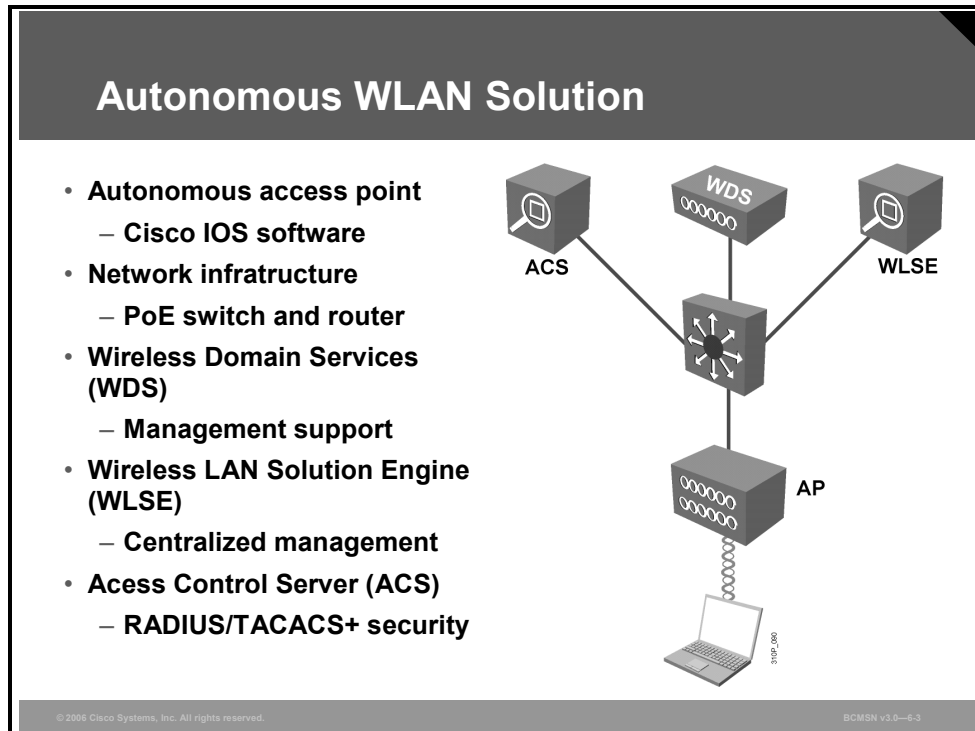 Autonomous WLAN Solution
• Autonomous access point
– Cisco IOS software
• Network infratructure
– PoE switch and router
• Wireless Domain Services
(WDS)
– Management support
• Wireless LAN Solution Engine
(WLSE)
– Centralized management
• Acess Control Server (ACS)
– RADIUS/TACACS+ security
WDS
ACS
WLSE
AP
310P_090
© 2006 Cisco Systems, Inc. All rights reserved.
BCMSN v3.0—6-3